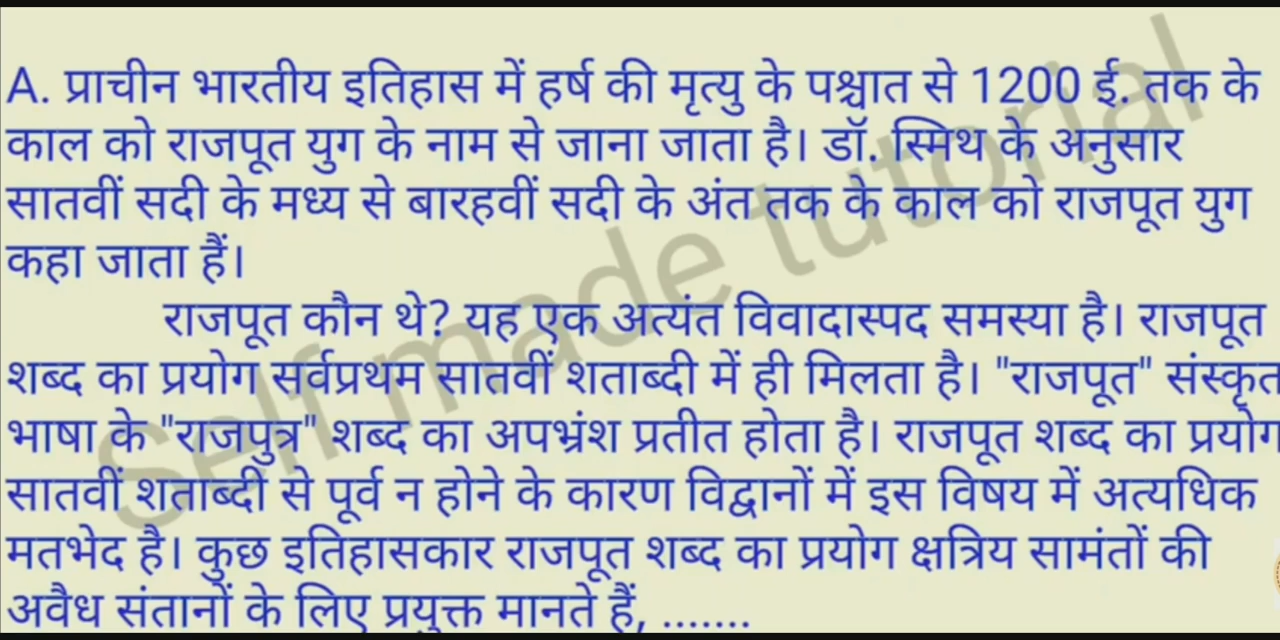 A. प्राचीन भारतीय इतिहास में हर्ष की मृत्यु के पश्चात से 1200 ई. तक के
काल को राजपूत युग के नाम से जाना जाता है। डॉ. स्मिथ के अनुसार
सातवीं सदी के मध्य से बारहवीं सदी के अंत तक के काल को राजपूत युग
कहा जाता हैं।
राजपूत कौन थे? यह एक अत्यंत विवादास्पद समस्या है। राजपूत
शब्द का प्रयोग सर्वप्रथम सातवीं शताब्दी में ही मिलता है। "राजपूत" संस्कृत
भाषा के "राजपुत्र" शब्द का अपभ्रंश प्रतीत होता है। राजपूत शब्द का प्रयोग
सातवीं शताब्दी से पूर्व न होने के कारण विद्वानों में इस विषय में अत्यधिक
मतभेद है। कुछ इतिहासकार राजपूत शब्द का प्रयोग क्षत्रिय सामंतों की
अवैध संतानों के लिए प्रयुक्त मानते हैं, .......
Self made tutorial